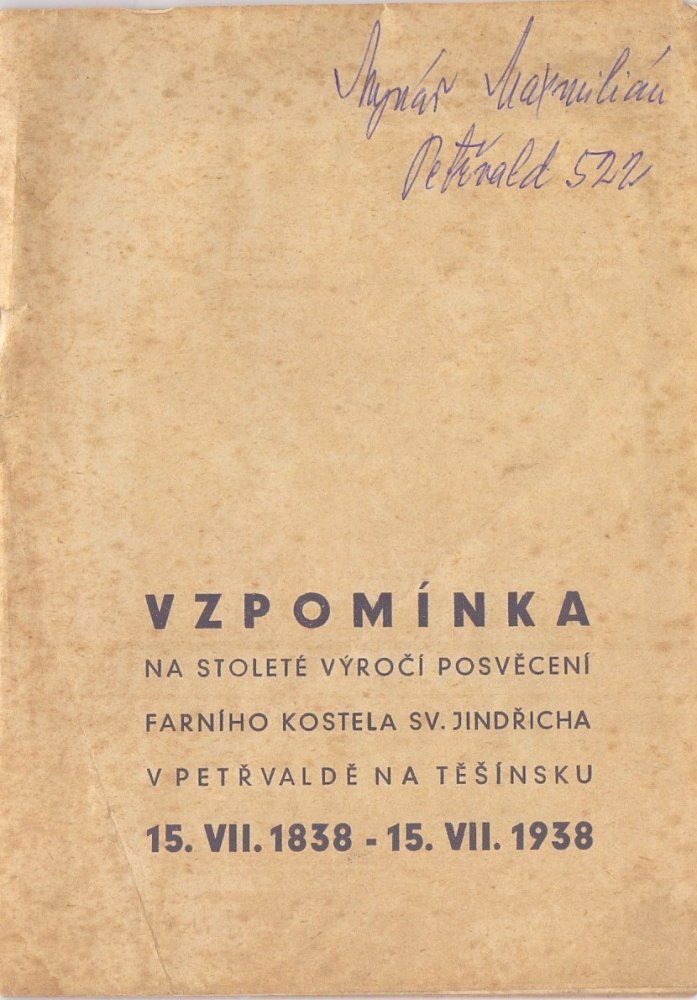 Mynář Maxmilián
Petřvald 522
VZPOMÍNKA
NA STOLETÉ VÝROČÍ POSVĚCENÍ
FARNÍHO KOSTELA SV. JINDŘICHA
V PETŘVALDĚ NA TĚŠÍNSKU
15. VII. 1838 - 15. VII. 1938